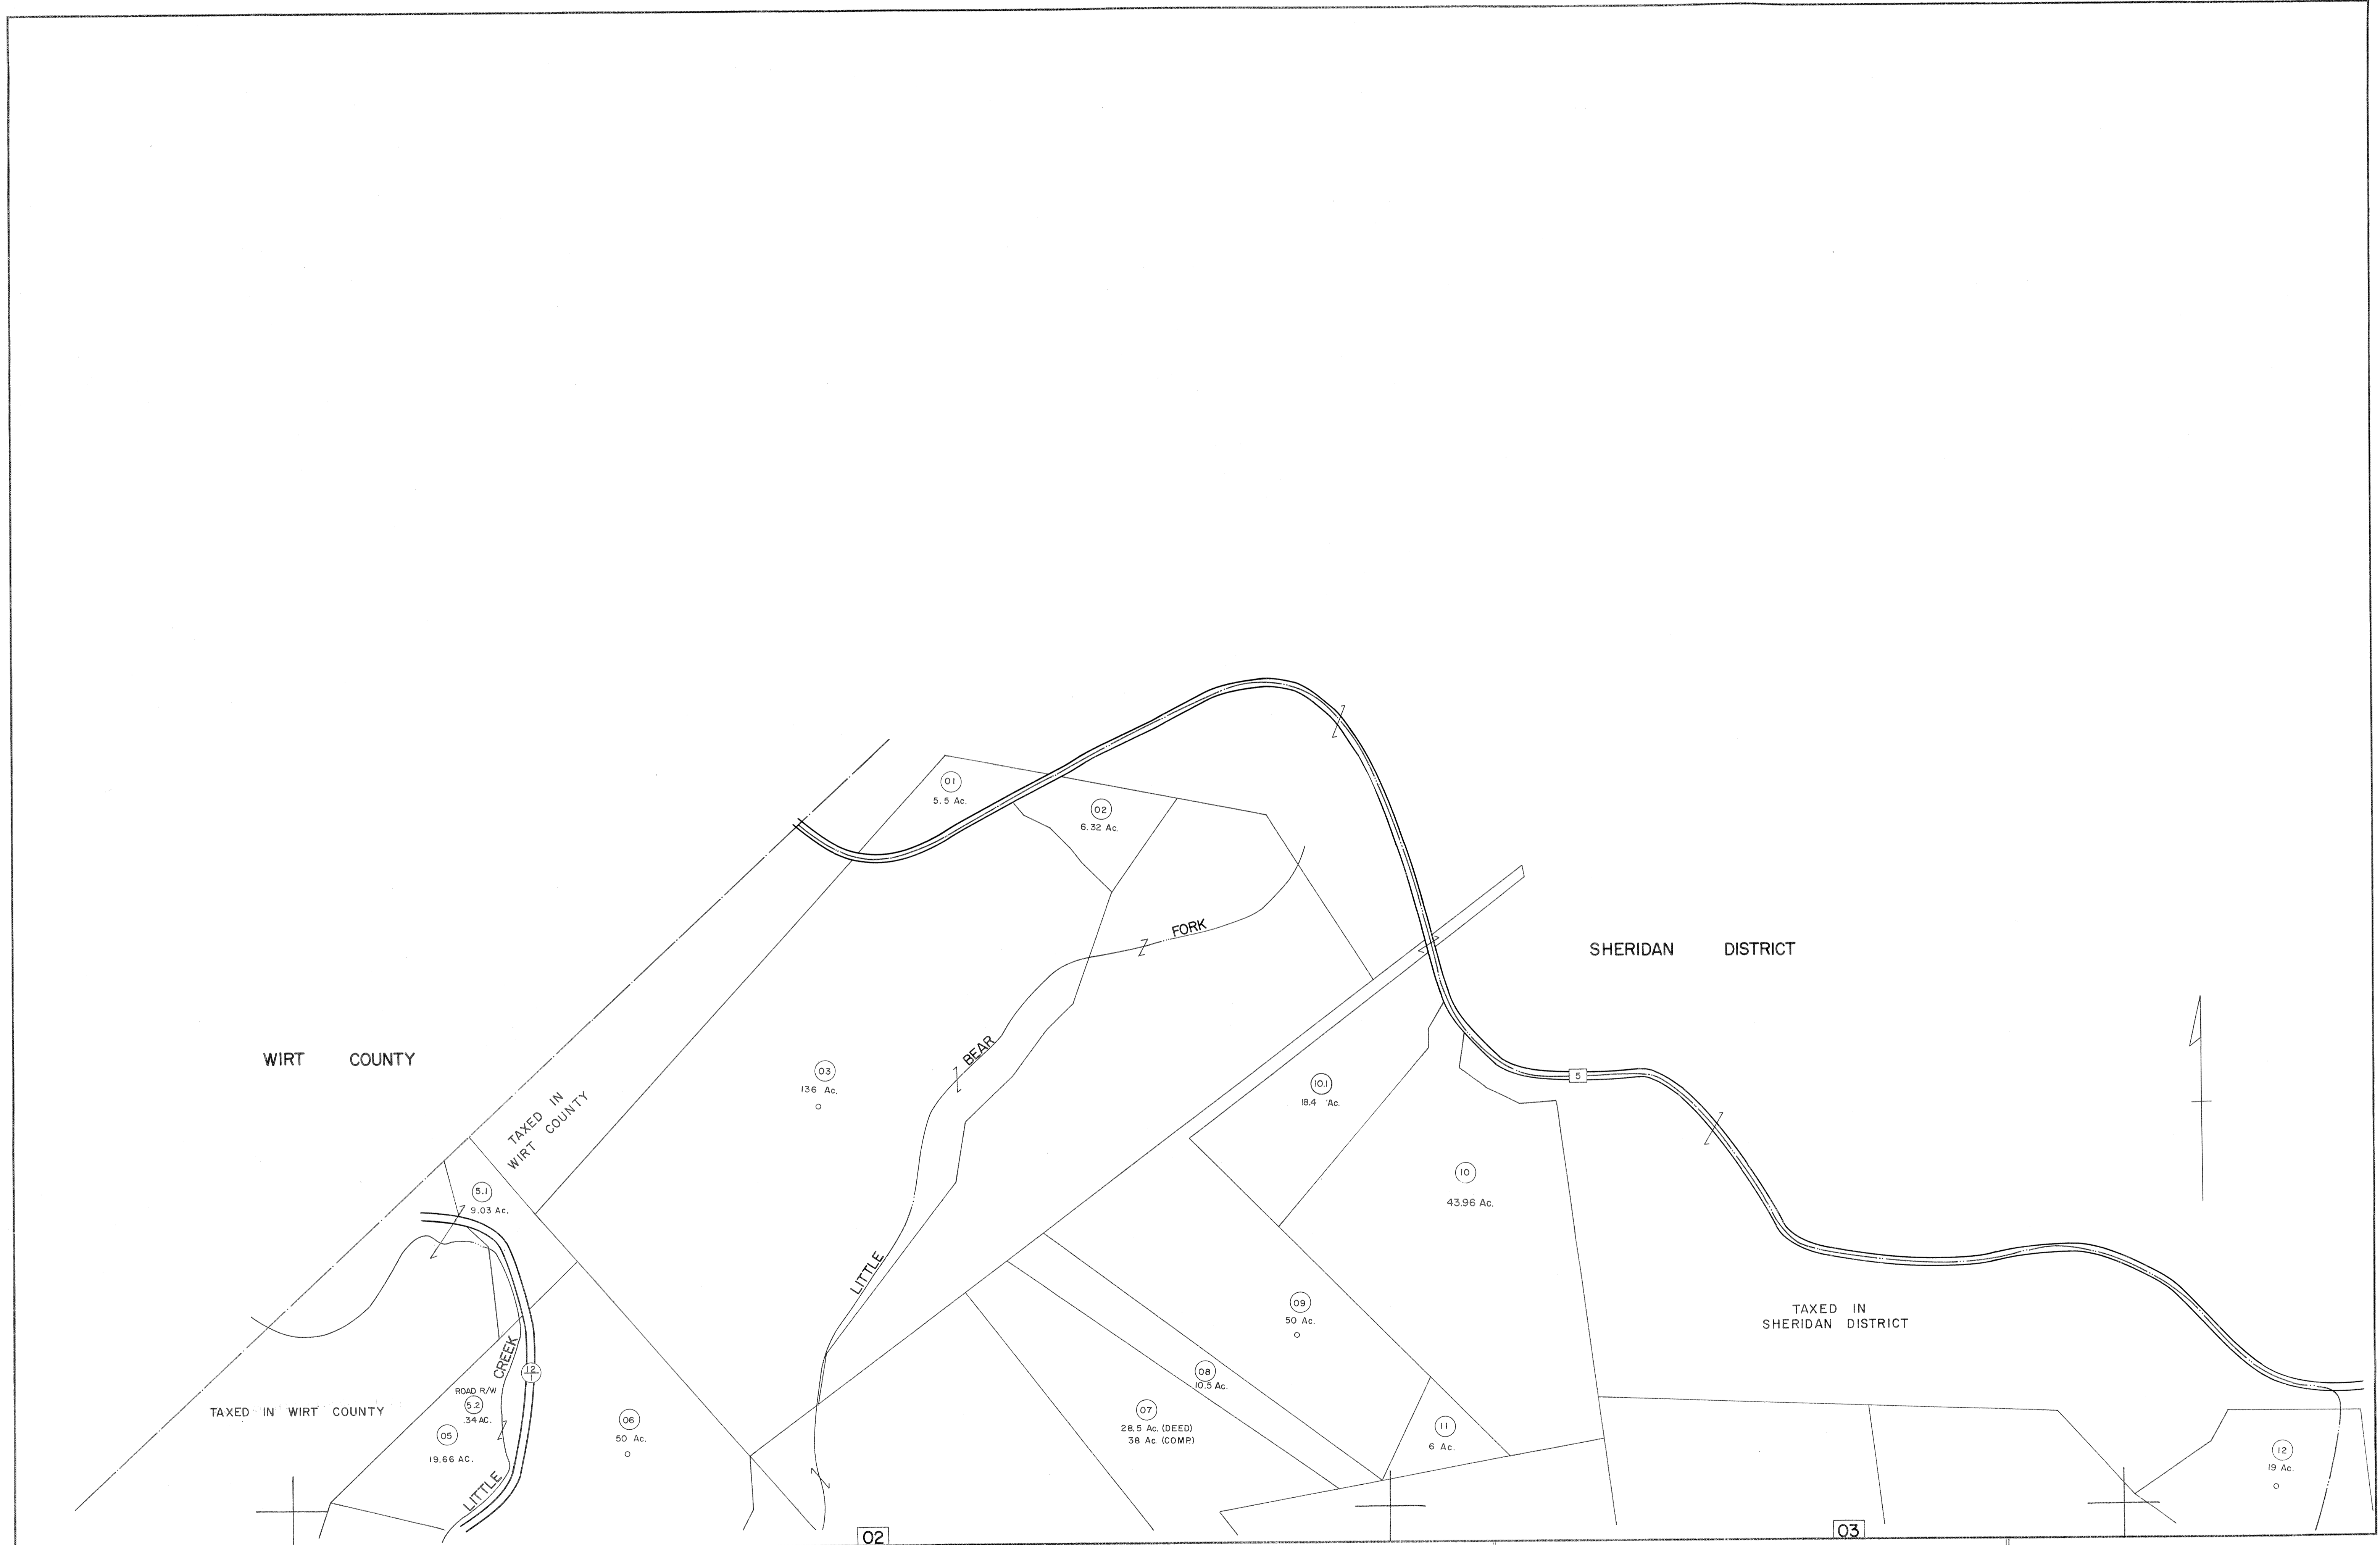 01
5.5 Ac.
02
6.32 Ac.
FORK
SHERIDAN DISTRICT
WIRT COUNTY
BEAR
03
136 Ac.
10.1
18.4 Ac.
5
TAXED IN
WIRT COUNTY
10
43.96 Ac.
5.1
9.03 Ac.
LITTLE
09
50 Ac.
TAXED IN
SHERIDAN DISTRICT
CREEK
12
1
08
10.5 Ac.
ROAD R/W
5.2
.34 AC.
TAXED IN WIRT COUNTY
05
19.66 AC.
06
50 Ac.
07
28.5 Ac. (DEED)
38 Ac. (COMP.)
11
6 Ac.
12
19 Ac.
LITTLE
02
03